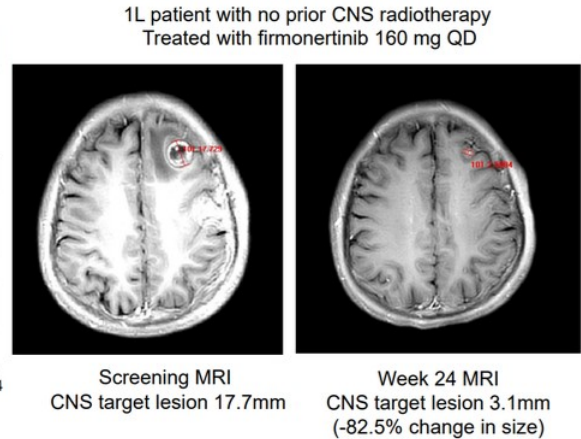 1L patient with no prior CNS radiotherapy
Treated with firmonertinib 160 mg QD
Screening MRI
CNS target lesion 17.7mm
Week 24 MRI
CNS target lesion 3.1mm
(-82.5% change in size)